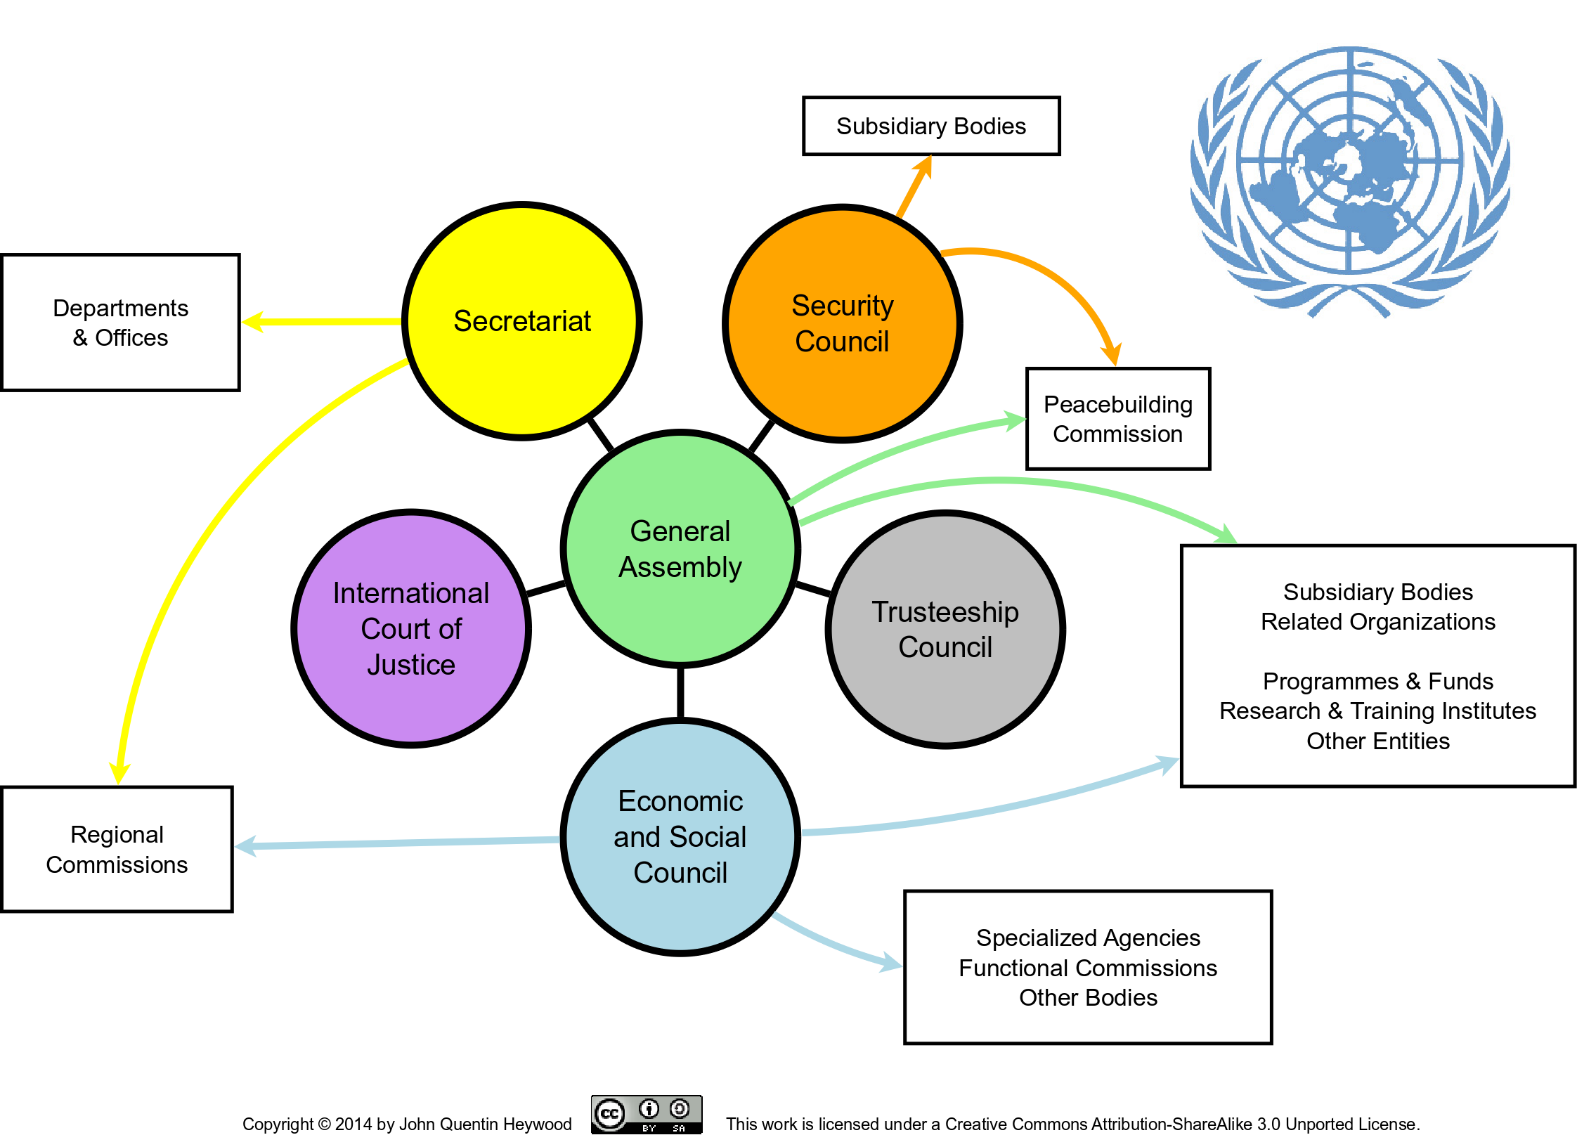 Subsidiary Bodies
Secretariat
Security
Council
Departments
& Offices
Peacebuilding
Commission
General
Assembly
International
Court of
Justice
Trusteeship
Council
Subsidiary Bodies
Related Organizations
Programmes & Funds
Research & Training Institutes
Other Entities
Economic
and Social
Council
Regional
Commissions
Specialized Agencies
Functional Commissions
Other Bodies
Copyright © 2014 by John Quentin Heywood
cc
BY SA
This work is licensed under a Creative Commons Attribution-ShareAlike 3.0 Unported License.